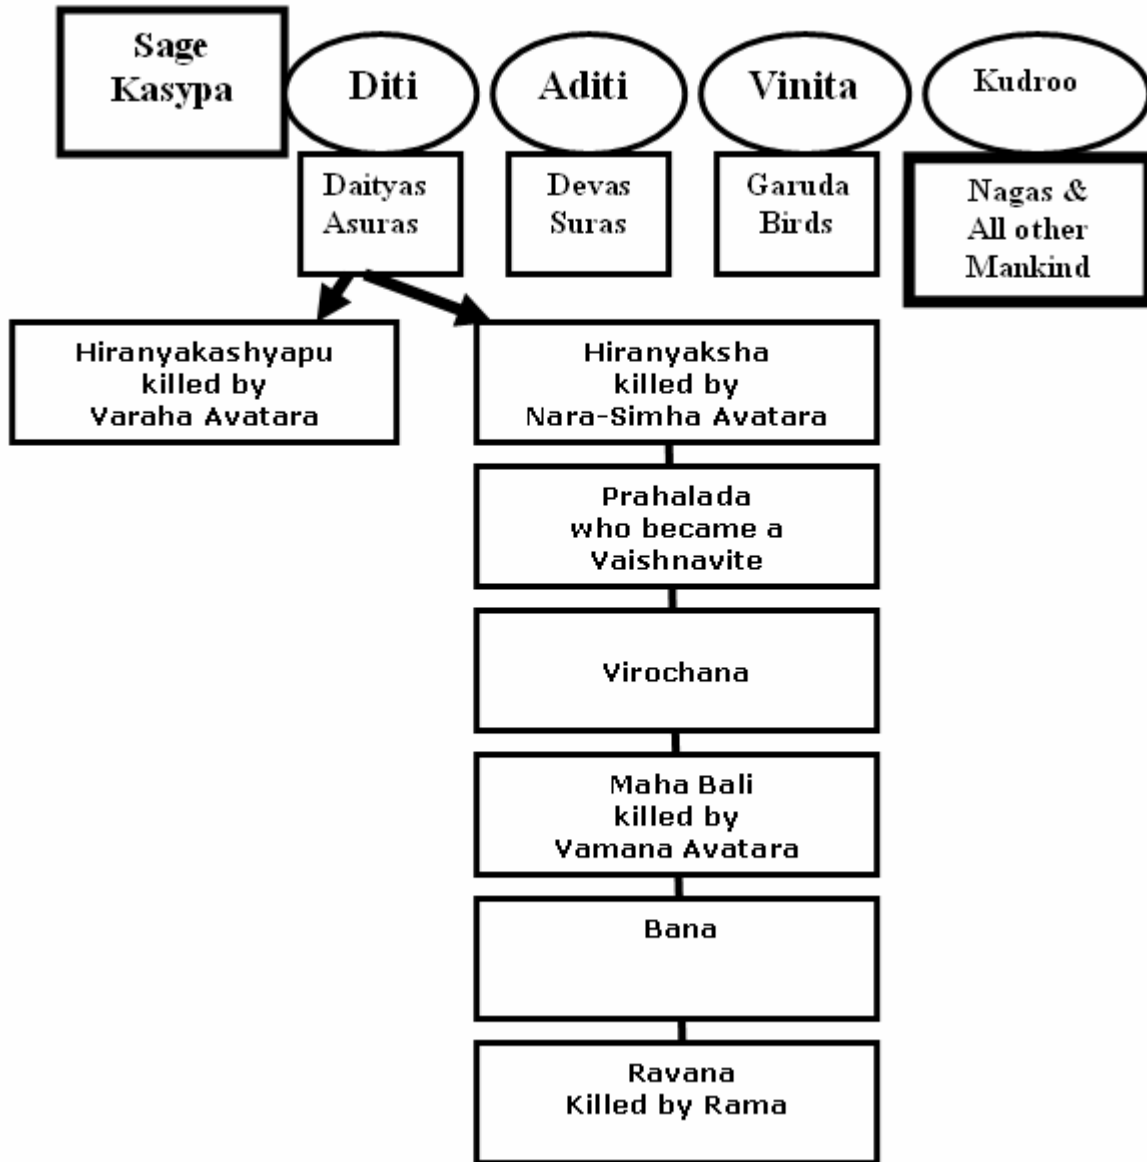 Sage
Kasypa
Diti
Aditi
Vinita
Kudroo
Daityas
Asuras
Devas
Suras
Garuda
Birds
Nagas &
All other
Mankind
Hiranyakashyapu
killed by
Varaha Avatara
Hiranyaksha
killed by
Nara-Simha Avatara
Prahalada
who became a
Vaishnavite
Virochana
Maha Bali
killed by
Vamana Avatara
Bana
Ravana
Killed by Rama